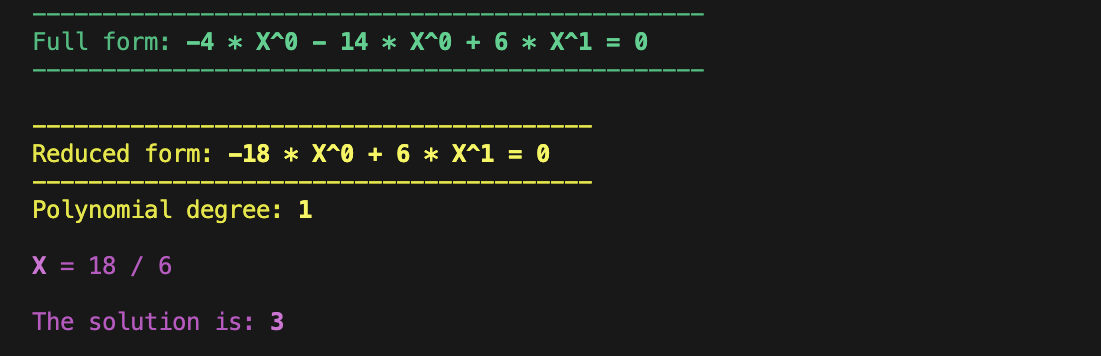 ------------------------------------------------
Full form: -4 * X^0 - 14 * X^0 + 6 * X^1 = 0
------------------------------------------------
----------------------------------------
Reduced form: -18 * X^0 + 6 * X^1 = 0
----------------------------------------
Polynomial degree: 1
X = 18 / 6
The solution is: 3